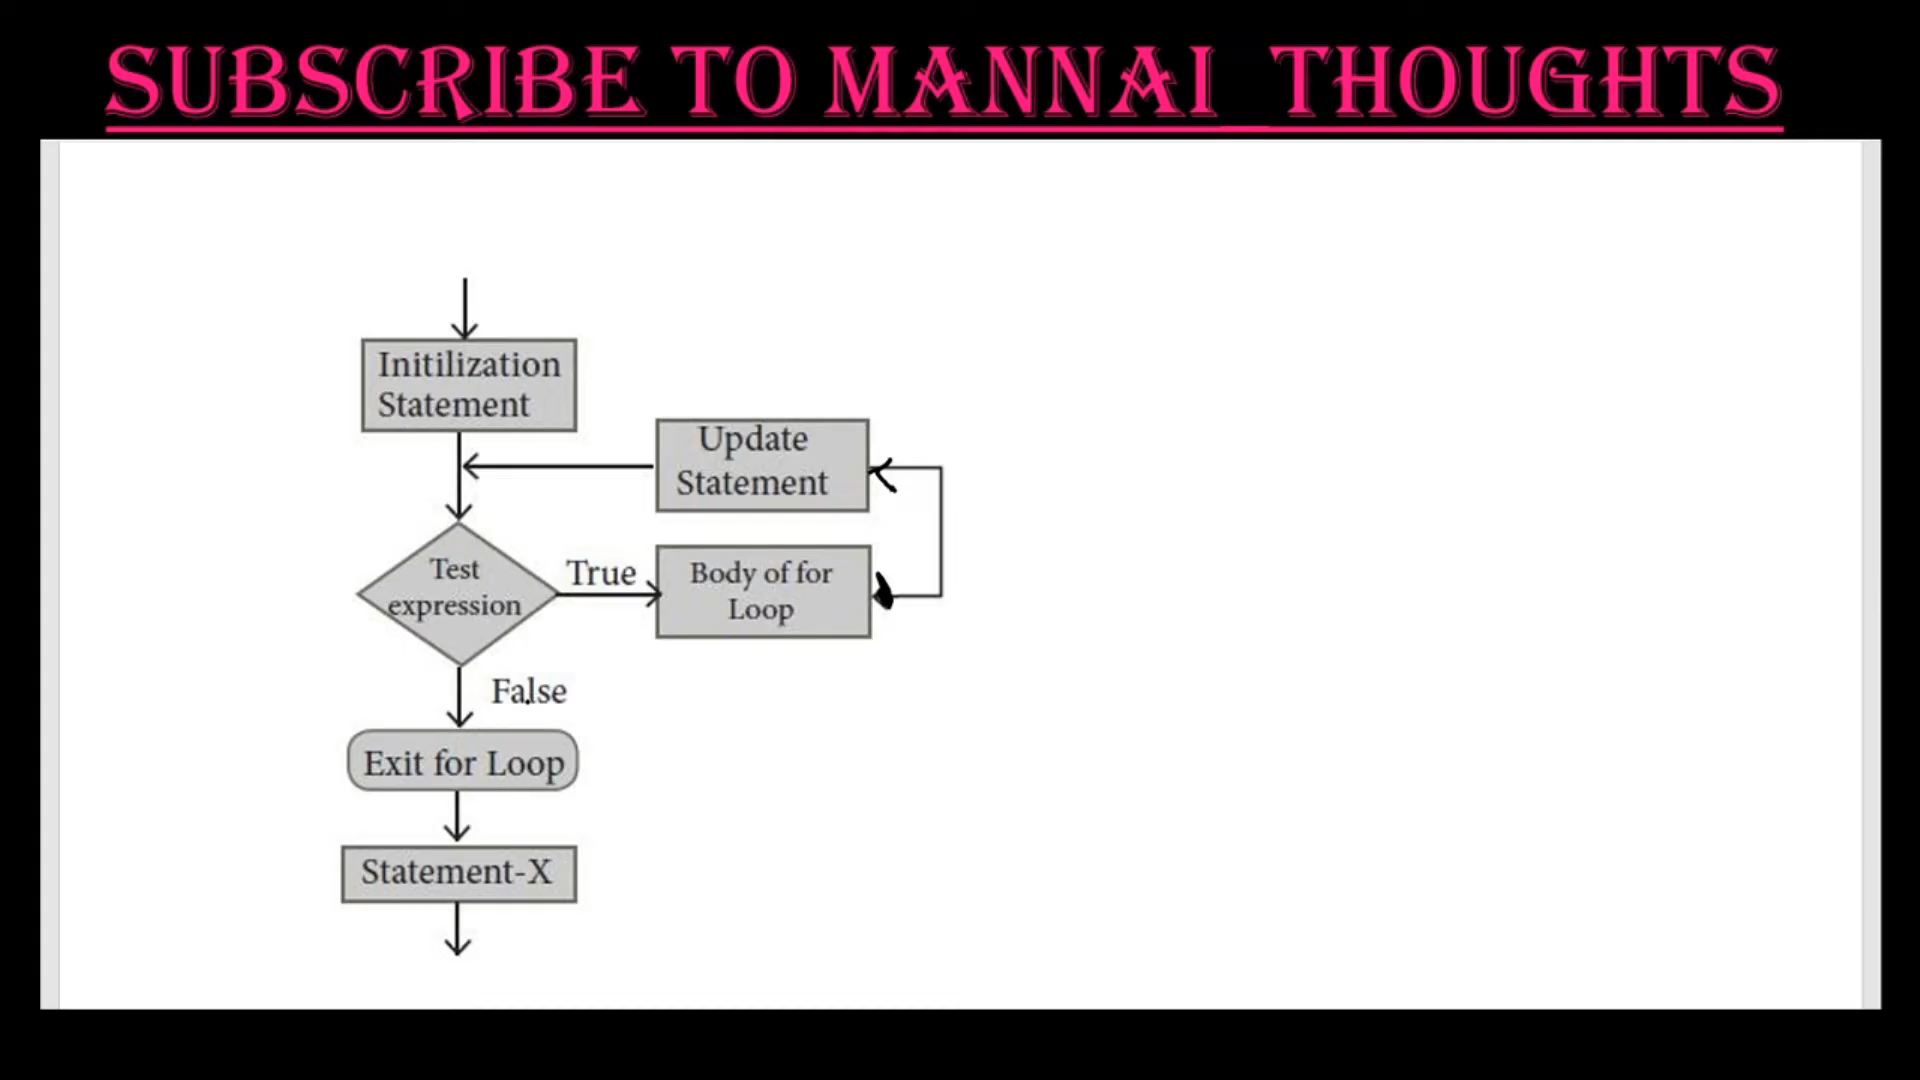 SUBSCRIBE TO MANNAI THOUGHTS
Initilization
Statement
Update
Statement
Test
expression
True
Body of for
Loop
False
Exit for Loop
Statement-X